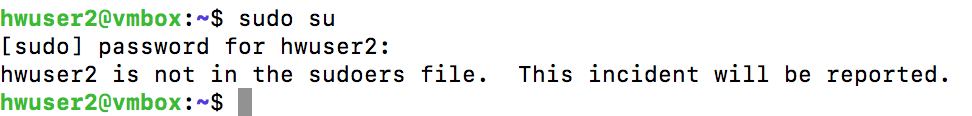 hwuser2@vmbox:~$ sudo su
[sudo] password for hwuser2:
hwuser2 is not in the sudoers file.  This incident will be reported.
hwuser2@vmbox:~$